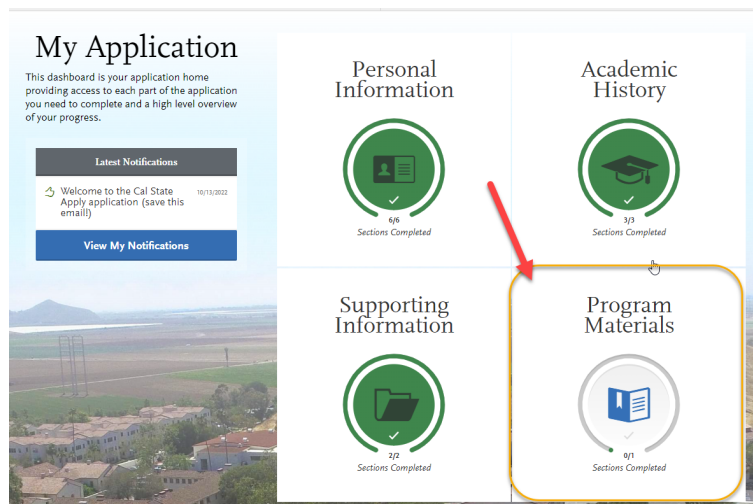 My Application
This dashboard is your application home
providing access to each part of the application
you need to complete and a high level overview
of your progress.
Latest Notifications
Welcome to the Cal State
Apply application (save this
email!)
10/13/2022
View My Notifications
Personal
Information
6/6
Sections Completed
Academic
History
3/3
Sections Completed
Supporting
Information
2/2
Sections Completed
Program
Materials
0/1
Sections Completed